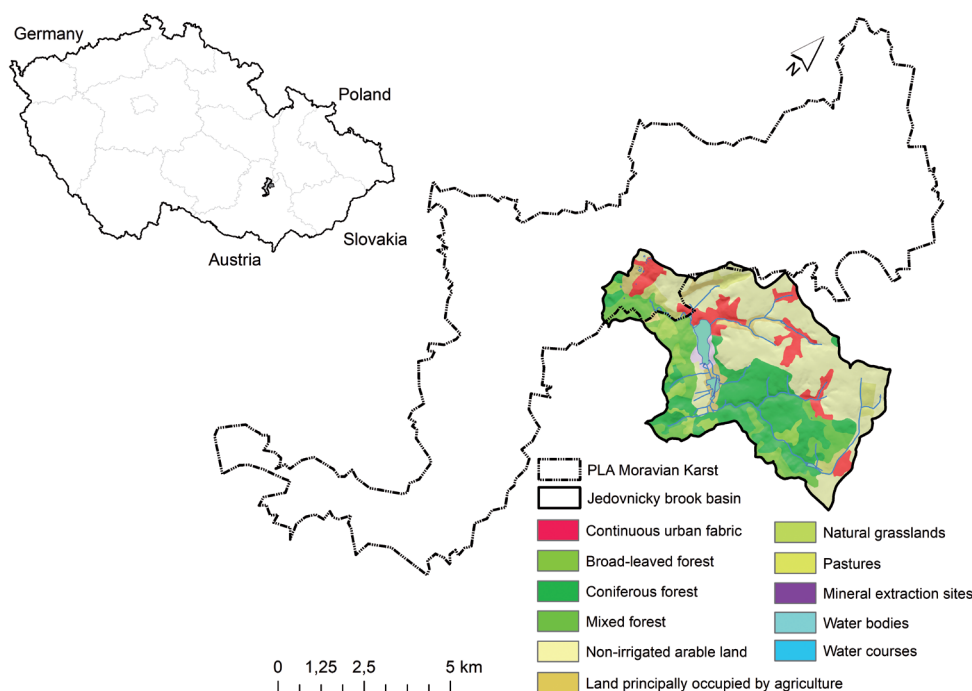 Germany
Poland
Slovakia
Austria
N
PLA Moravian Karst
Jedovnicky brook basin
Continuous urban fabric
Broad-leaved forest
Coniferous forest
Mixed forest
Non-irrigated arable land
Land principally occupied by agriculture
Natural grasslands
Pastures
Mineral extraction sites
Water bodies
Water courses
0 1,25 2,5 5 km